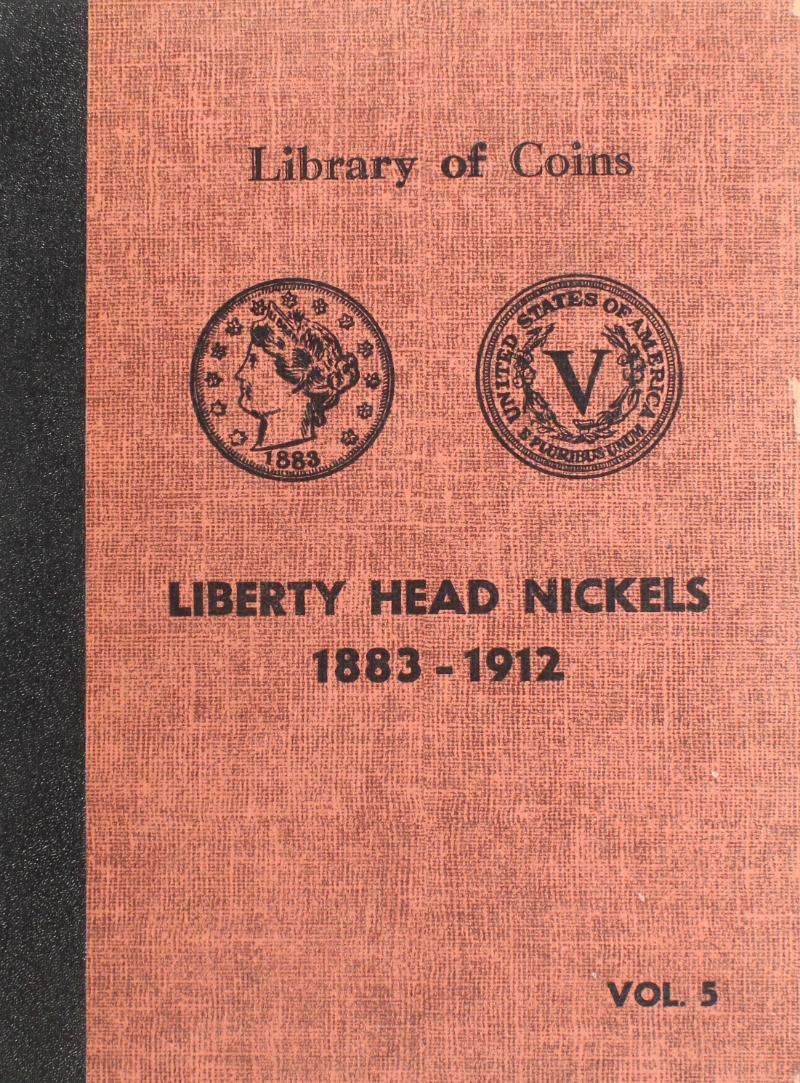 Library of Coins
1883
UNITED STATES OF AMERICA
V
E PLURIBUS UNUM
LIBERTY HEAD NICKELS
1883 - 1912
VOL. 5